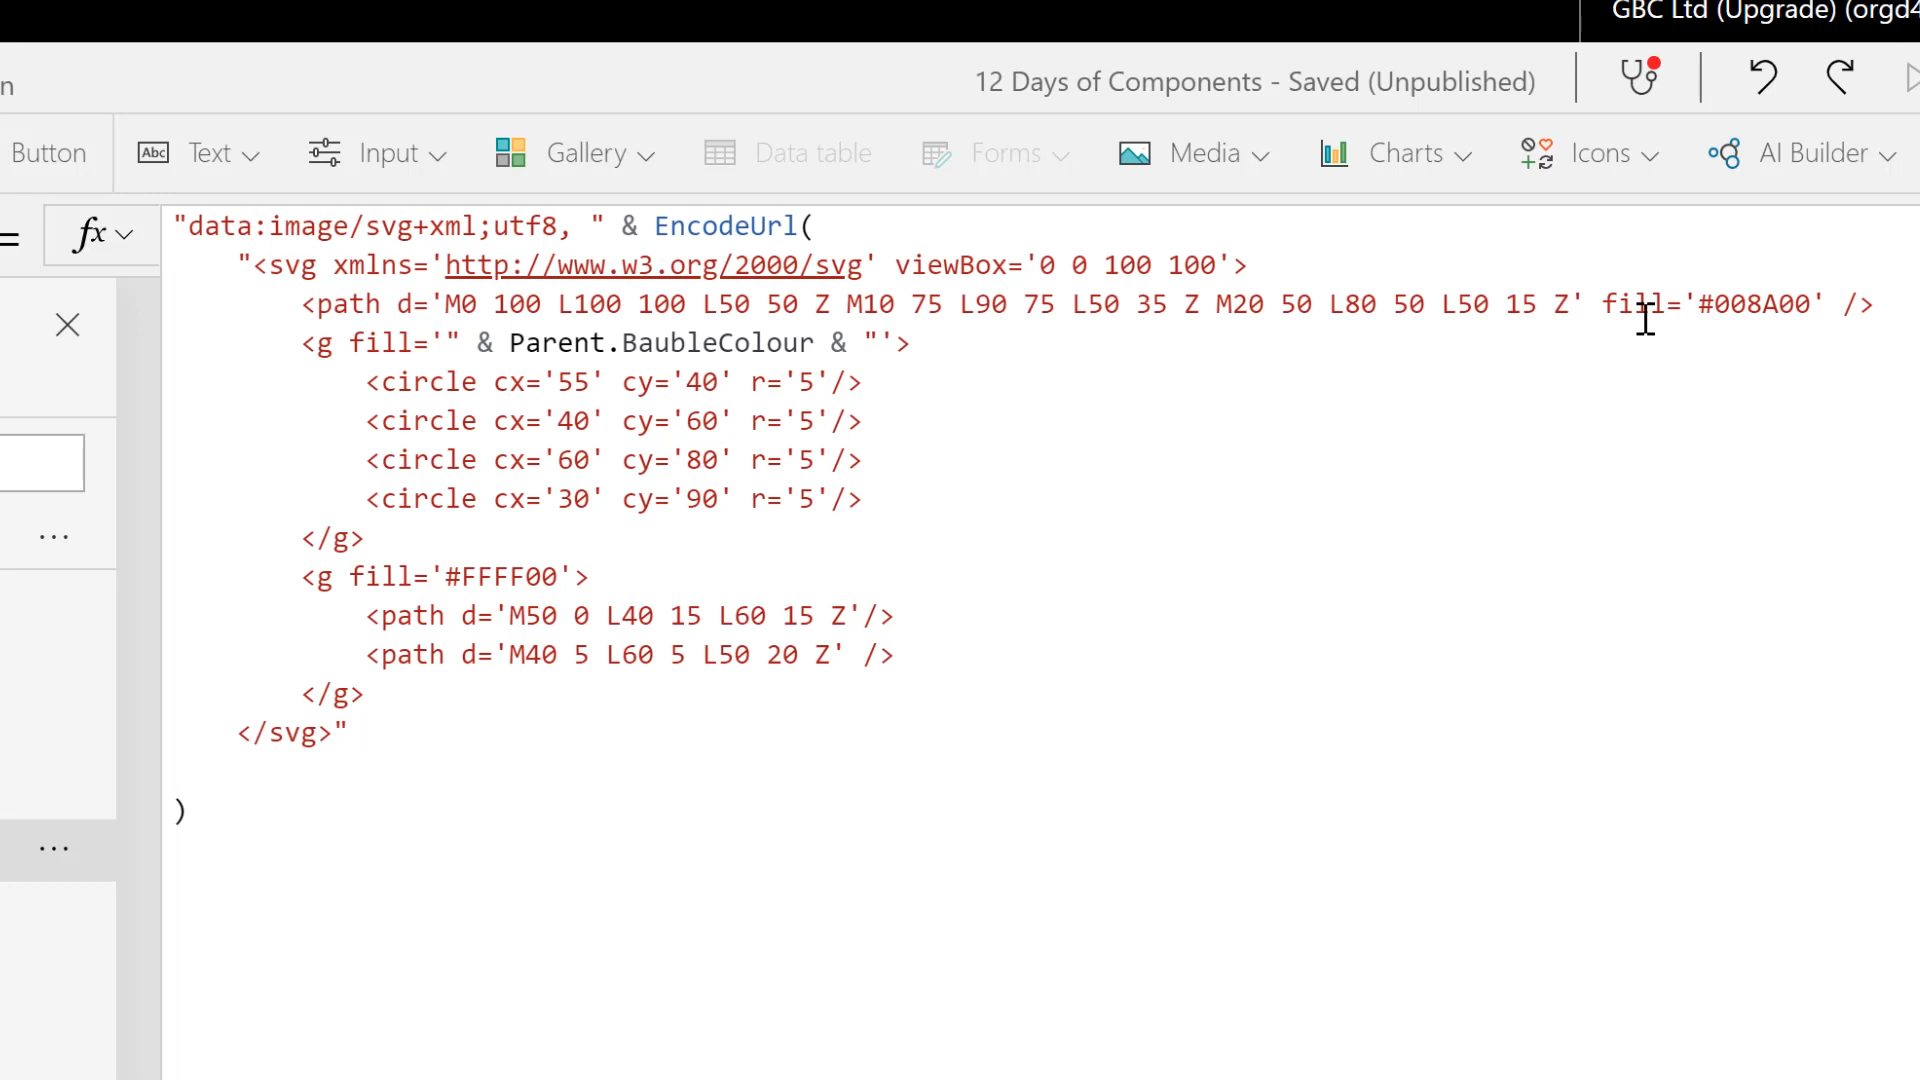 GBC Ltd (Upgrade) (orgd4
n
12 Days of Components - Saved (Unpublished)
Button Abc Text Input Gallery Data table Forms Media Charts Icons AI Builder
= fx
"data:image/svg+xml;utf8, " & EncodeUrl(
"<svg xmlns='http://www.w3.org/2000/svg' viewBox='0 0 100 100'>
<path d='M0 100 L100 100 L50 50 Z M10 75 L90 75 L50 35 Z M20 50 L80 50 L50 15 Z' fill='#008A00' />
<g fill='" & Parent.BaubleColour & "'>
<circle cx='55' cy='40' r='5'/>
<circle cx='40' cy='60' r='5'/>
<circle cx='60' cy='80' r='5'/>
<circle cx='30' cy='90' r='5'/>
</g>
<g fill='#FFFF00'>
<path d='M50 0 L40 15 L60 15 Z'/>
<path d='M40 5 L60 5 L50 20 Z' />
</g>
</svg>"
)